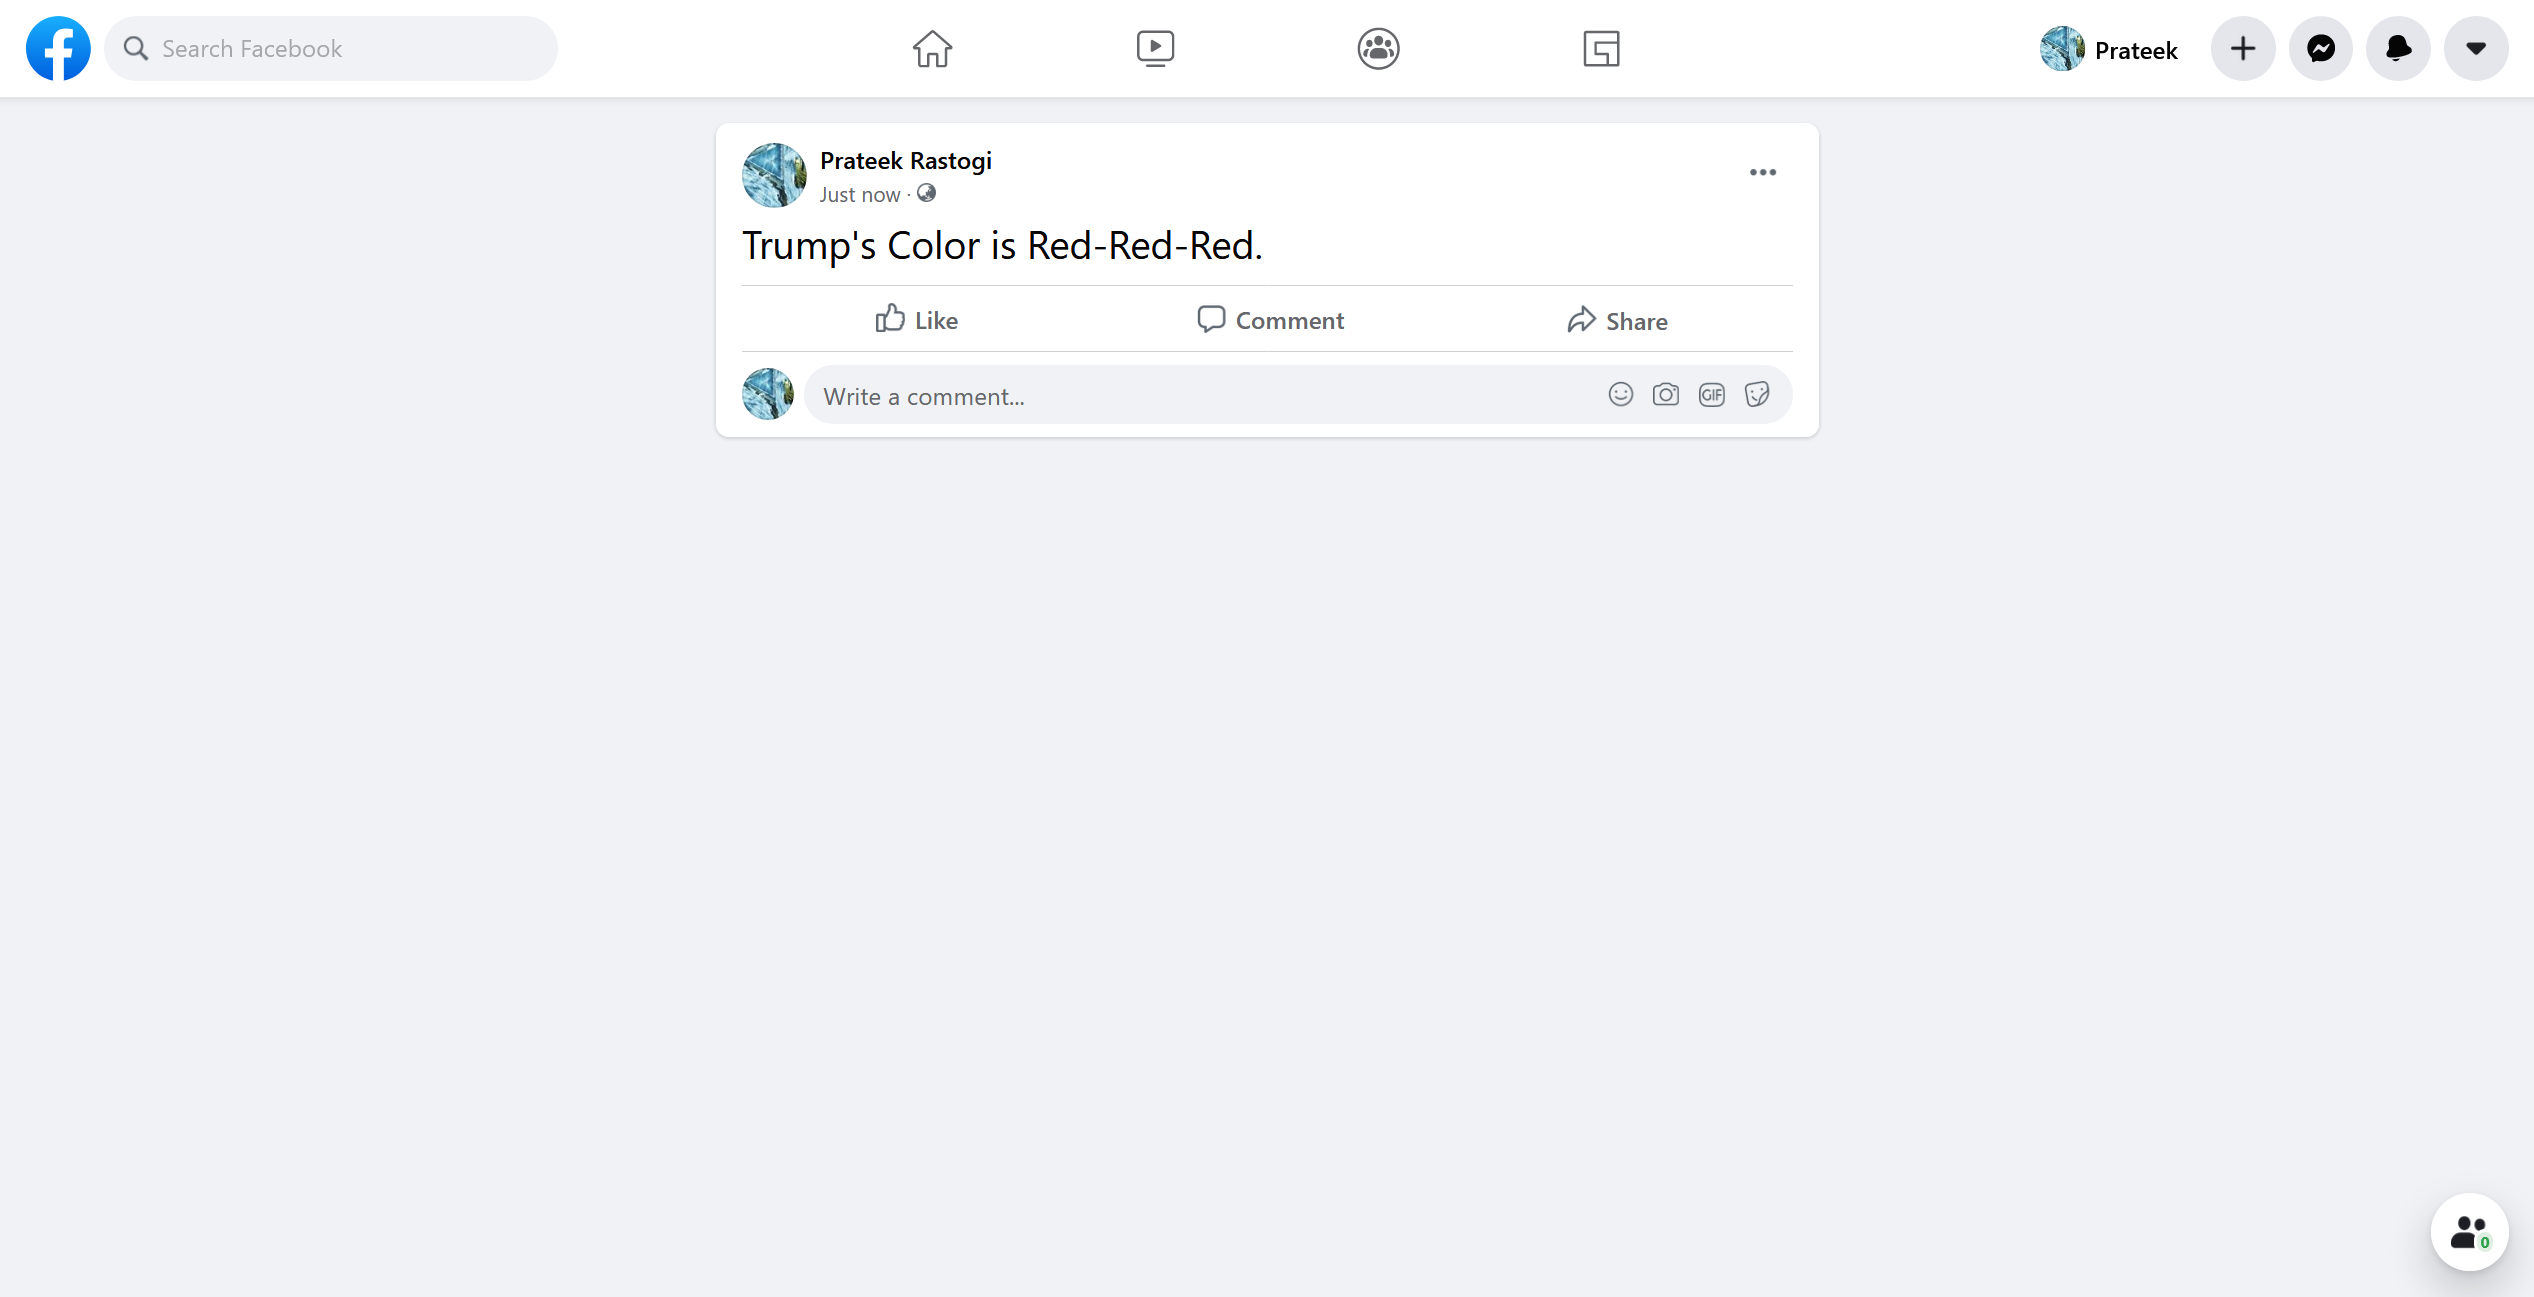 Search Facebook
Prateek
Prateek Rastogi
Just now ·
Trump's Color is Red-Red-Red.
Like Comment Share
Write a comment...
GIF
0